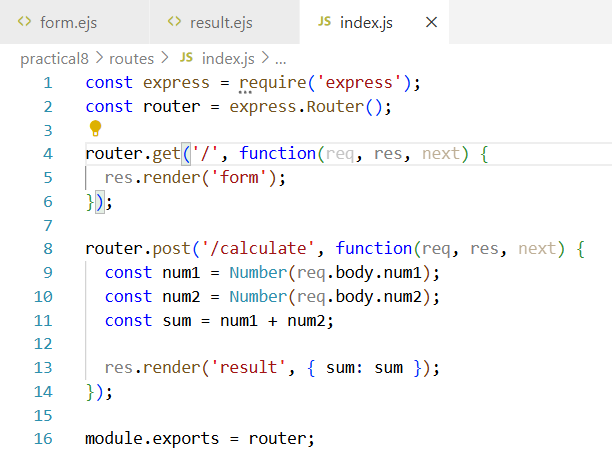 <> form.ejs <> result.ejs JS index.js ×
practical8 > routes > JS index.js > ...
1 const express = require('express');
2 const router = express.Router();
3
4 router.get('/', function(req, res, next) {
5   res.render('form');
6 });
7
8 router.post('/calculate', function(req, res, next) {
9   const num1 = Number(req.body.num1);
10   const num2 = Number(req.body.num2);
11   const sum = num1 + num2;
12
13   res.render('result', { sum: sum });
14 });
15
16 module.exports = router;